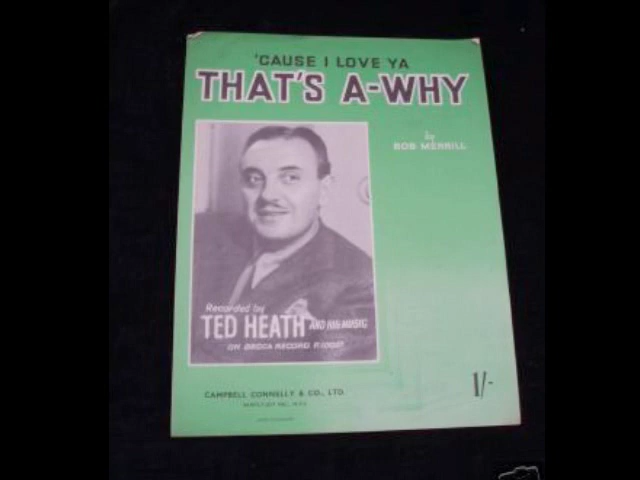 'CAUSE I LOVE YA
THAT'S A-WHY
by
BOB MERRILL
Recorded by
TED HEATH AND HIS MUSIC
ON DECCA RECORD
CAMPBELL CONNELLY & CO., LTD.
1/-